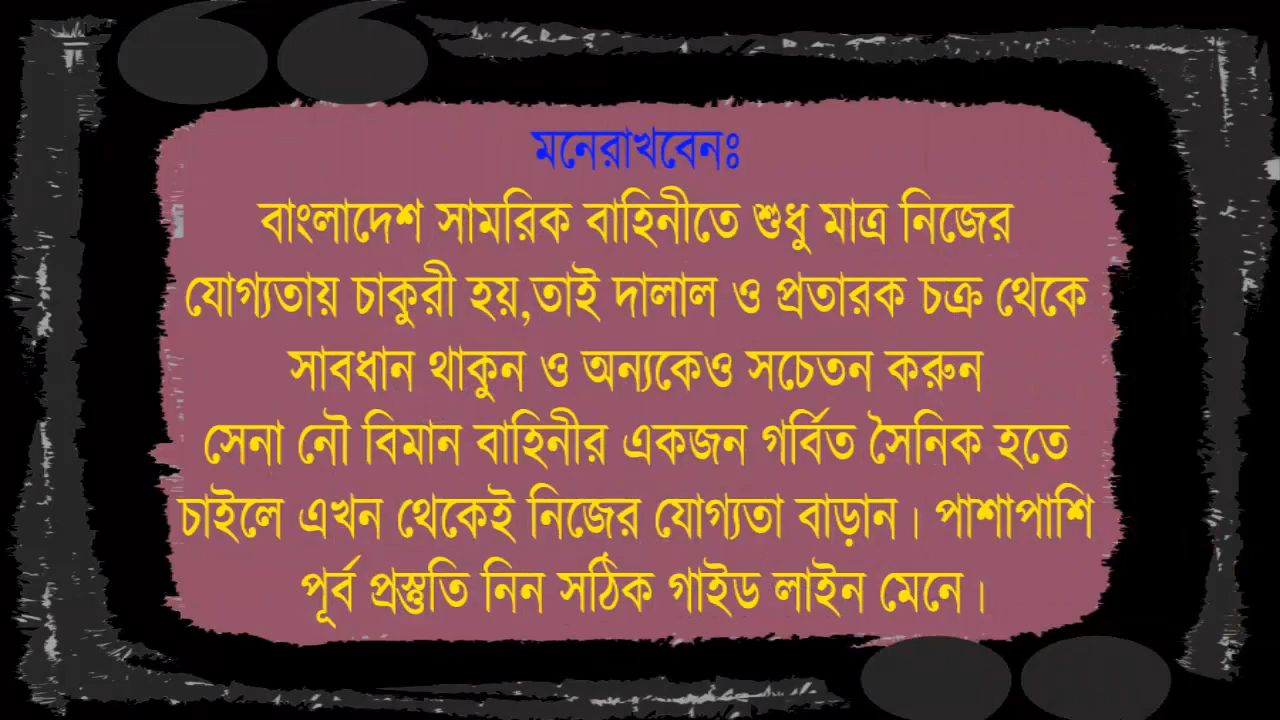 মনেরাখবেনঃ
বাংলাদেশ সামরিক বাহিনীতে শুধু মাত্র নিজের
যোগ্যতায় চাকুরী হয়,তাই দালাল ও প্রতারক চক্র থেকে
সাবধান থাকুন ও অন্যকেও সচেতন করুন
সেনা নৌ বিমান বাহিনীর একজন গর্বিত সৈনিক হতে
চাইলে এখন থেকেই নিজের যোগ্যতা বাড়ান। পাশাপাশি
পূর্ব প্রস্তুতি নিন সঠিক গাইড লাইন মেনে।